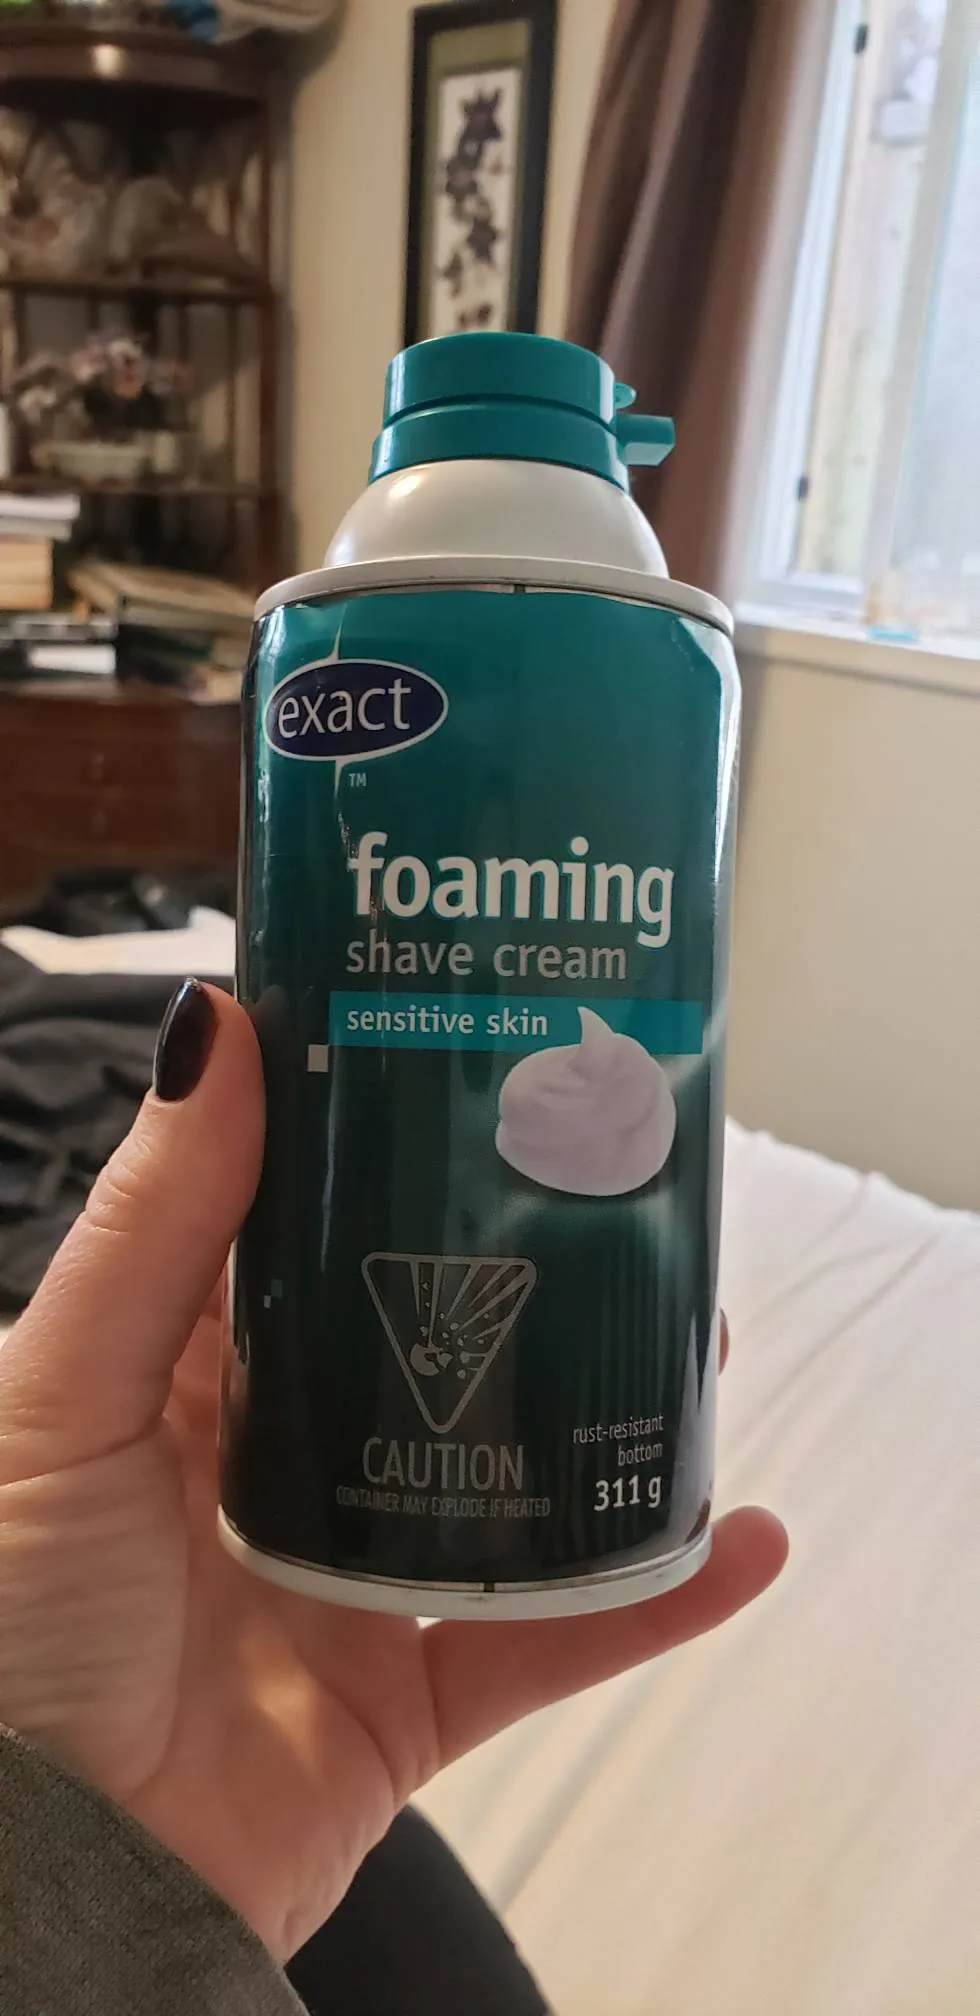 exact
TM
foaming
shave cream
sensitive skin
CAUTION
CONTAINER MAY EXPLODE IF HEATED
rust-resistant
bottom
311 g